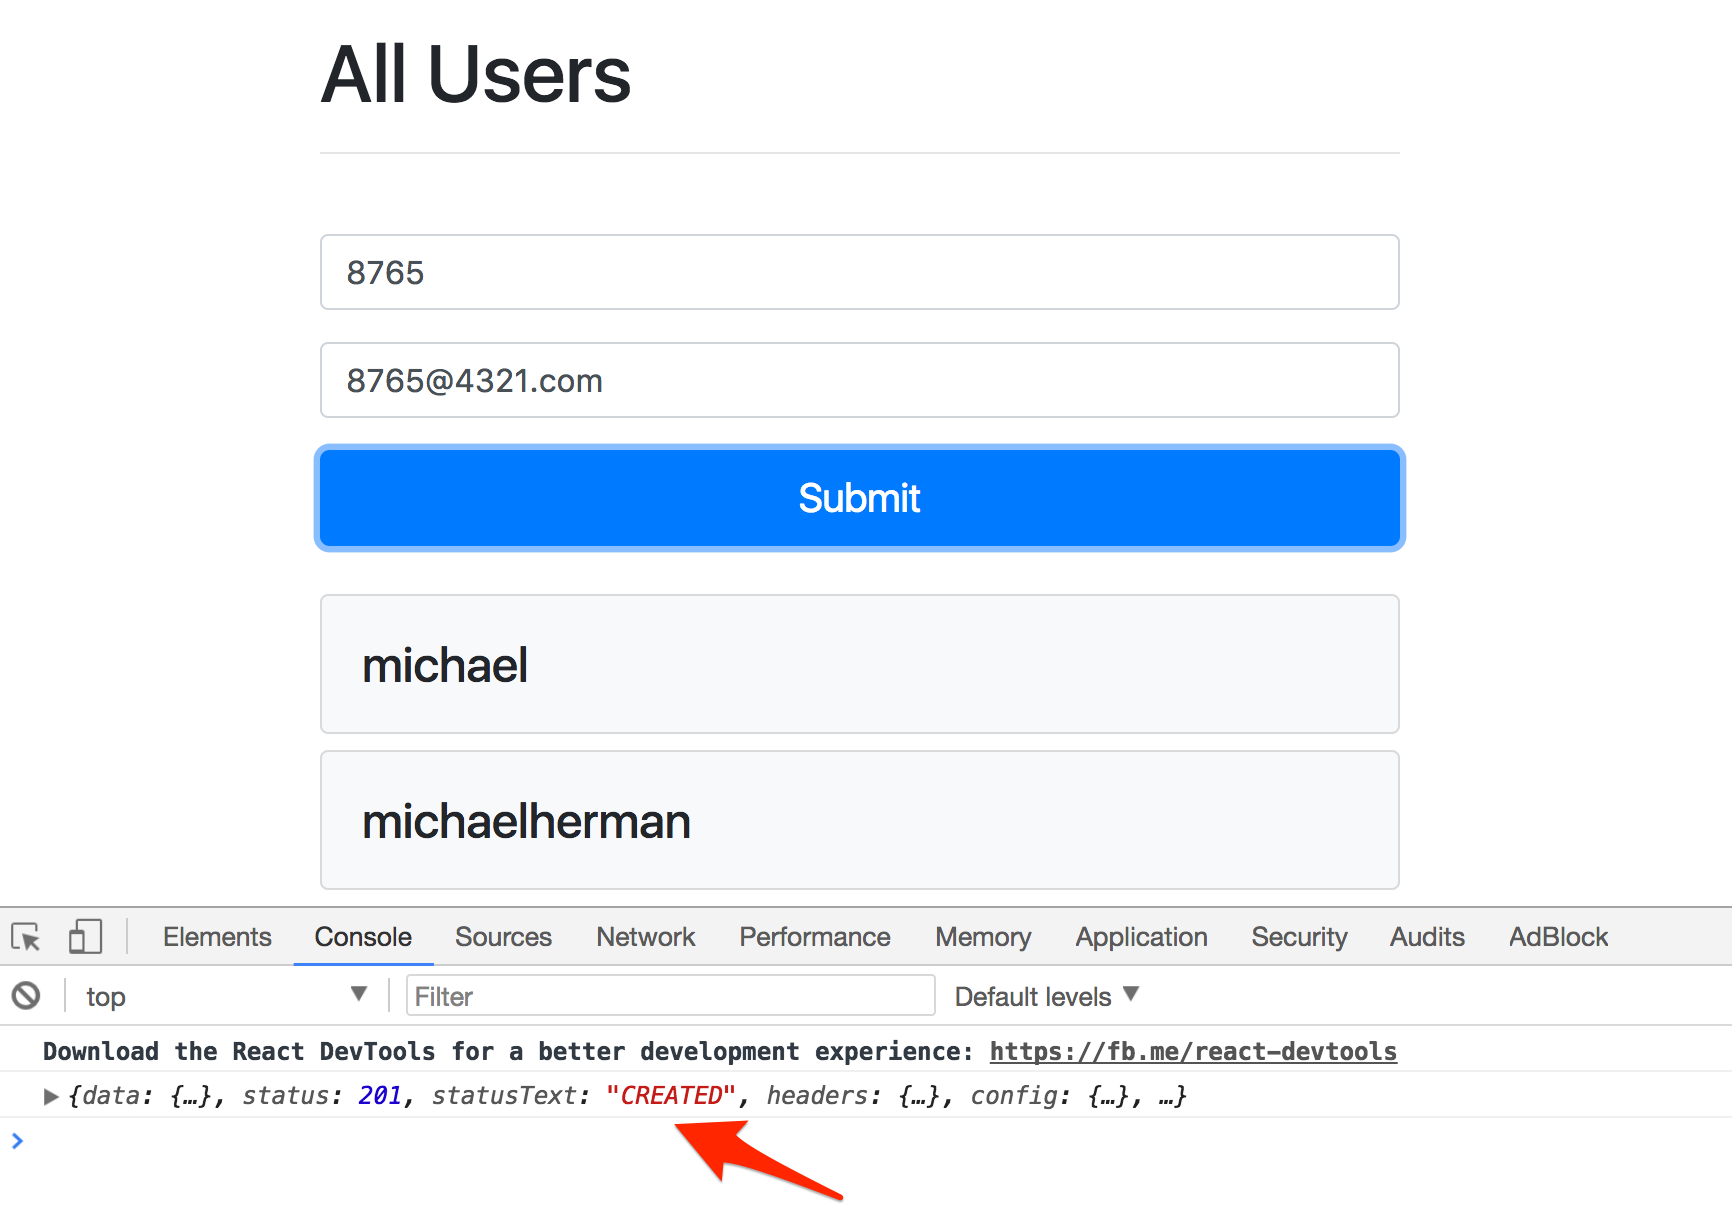 All Users
8765
8765@4321.com
Submit
michael
michaelherman
Elements Console Sources Network Performance Memory Application Security Audits AdBlock
top ▼ Filter Default levels ▼
Download the React DevTools for a better development experience: https://fb.me/react-devtools
▶ {data: {…}, status: 201, statusText: "CREATED", headers: {…}, config: {…}, …}
>